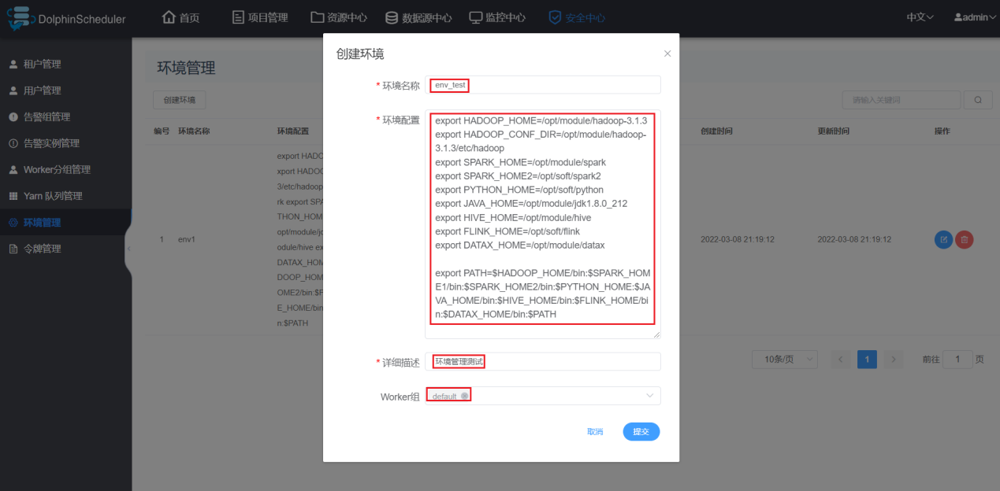 DolphinScheduler
首页
项目管理
资源中心
数据源中心
监控中心
安全中心
中文
admin
租户管理
用户管理
告警组管理
告警实例管理
Worker分组管理
Yarn 队列管理
环境管理
令牌管理
环境管理
创建环境
请输入关键词
编号 环境名称 环境配置 创建时间 更新时间 操作
1 env1
export HADO
xport HADOC
3/etc/hadoop
rk export SPA
THON_HOM
opt/module/jc
odule/hive ex
DATAX_HOM
DOOP_HOM
OME2/bin:$P
E_HOME/bin
n:$PATH
2022-03-08 21:19:12 2022-03-08 21:19:12
10条/页
1
前往 1 页
创建环境
* 环境名称 env_test
* 环境配置
export HADOOP_HOME=/opt/module/hadoop-3.1.3
export HADOOP_CONF_DIR=/opt/module/hadoop-
3.1.3/etc/hadoop
export SPARK_HOME=/opt/module/spark
export SPARK_HOME2=/opt/soft/spark2
export PYTHON_HOME=/opt/soft/python
export JAVA_HOME=/opt/module/jdk1.8.0_212
export HIVE_HOME=/opt/module/hive
export FLINK_HOME=/opt/soft/flink
export DATAX_HOME=/opt/module/datax
export PATH=$HADOOP_HOME/bin:$SPARK_HOM
E1/bin:$SPARK_HOME2/bin:$PYTHON_HOME:$JA
VA_HOME/bin:$HIVE_HOME/bin:$FLINK_HOME/bi
n:$DATAX_HOME/bin:$PATH
* 详细描述 环境管理测试
Worker组 default
取消 提交